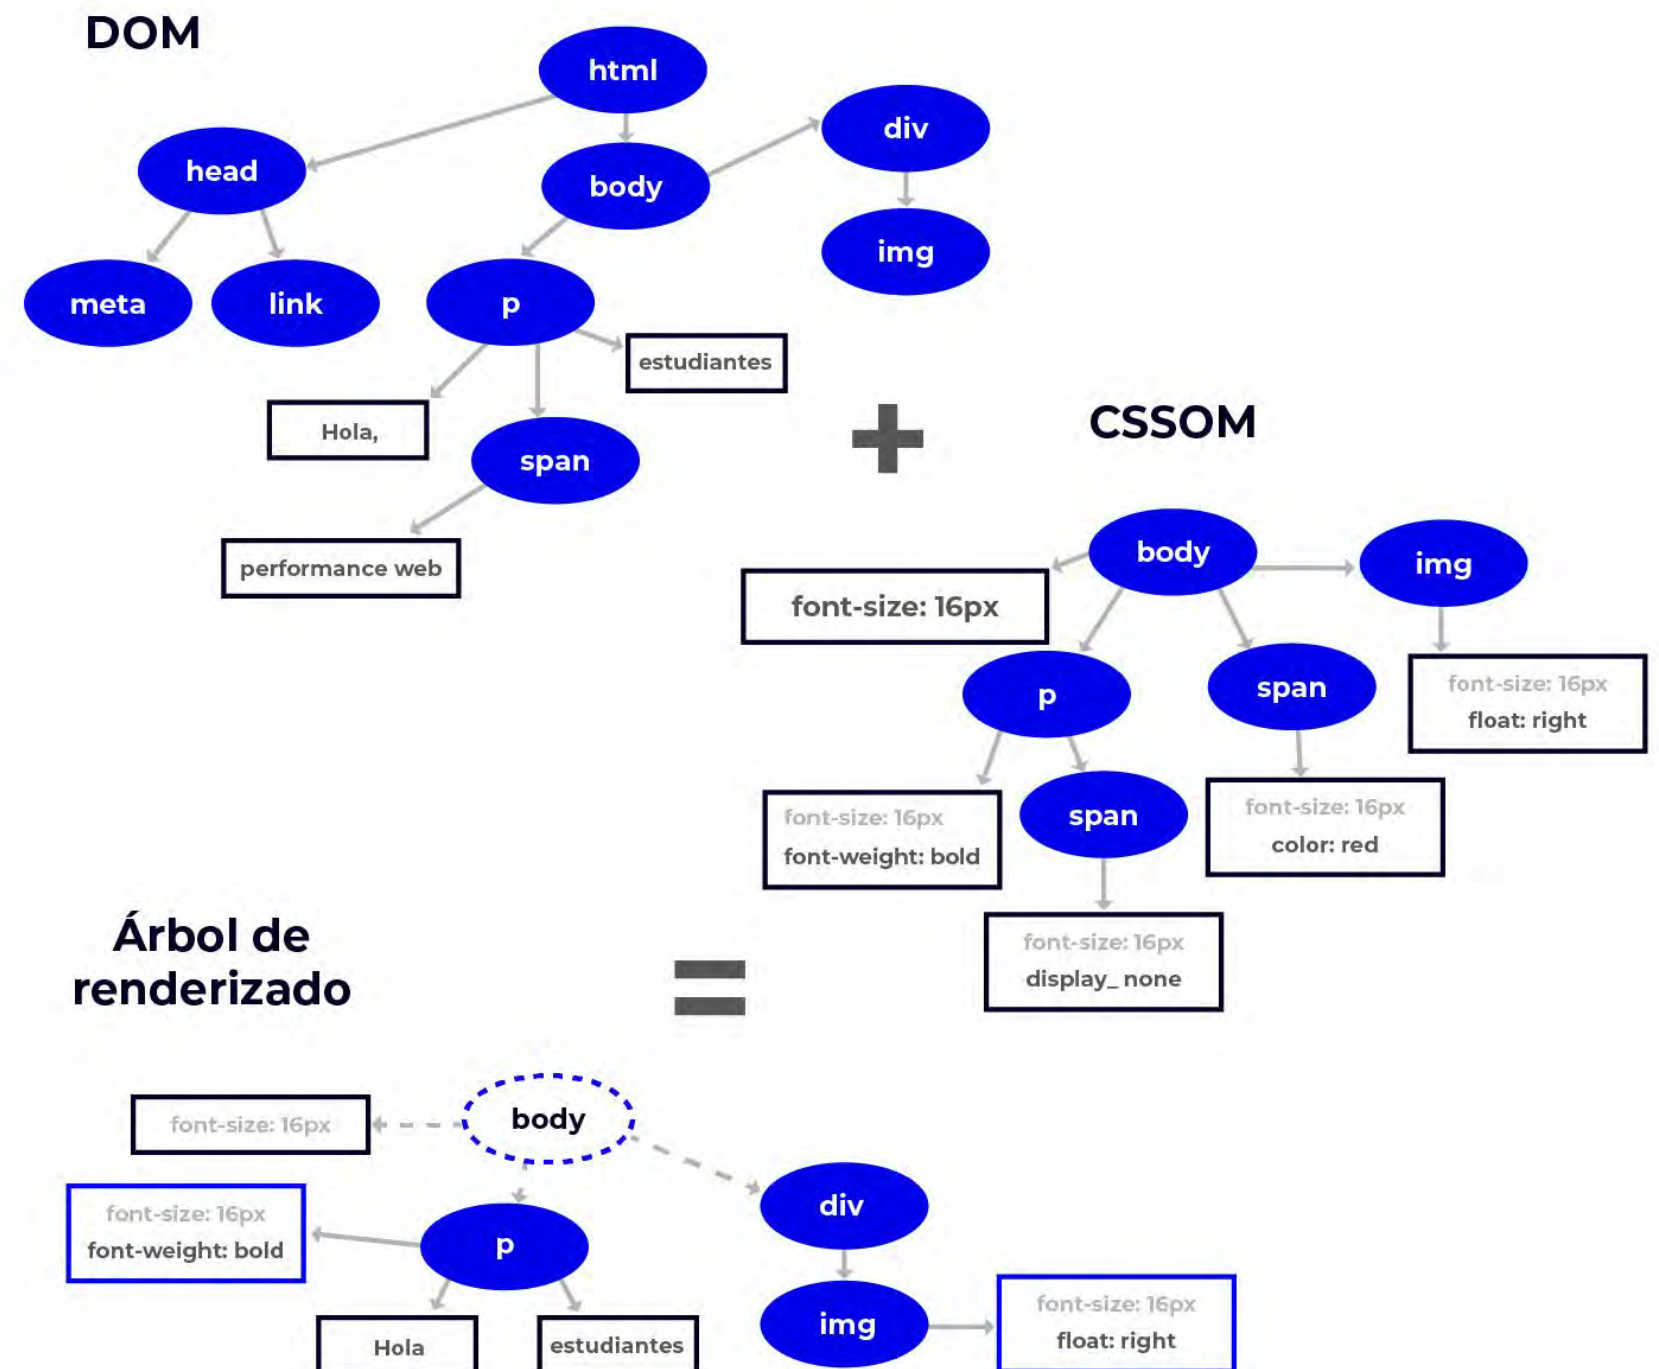 DOM
html
div
head
body
img
meta
link
p
estudiantes
Hola,
span
performance web
CSSOM
body
img
font-size: 16px
p
span
font-size: 16px
float: right
font-size: 16px
font-weight: bold
span
font-size: 16px
color: red
font-size: 16px
display_ none
Árbol de
renderizado
body
font-size: 16px
div
font-size: 16px
font-weight: bold
p
img
font-size: 16px
float: right
Hola
estudiantes